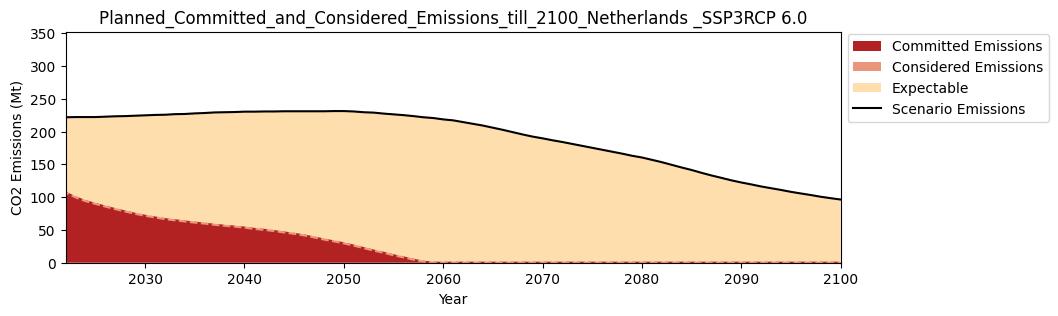 Planned_Committed_and_Considered_Emissions_till_2100_Netherlands _SSP3RCP 6.0
CO2 Emissions (Mt)
350
300
250
200
150
100
50
0
2030 2040 2050 2060 2070 2080 2090 2100
Year
Committed Emissions
Considered Emissions
Expectable
Scenario Emissions